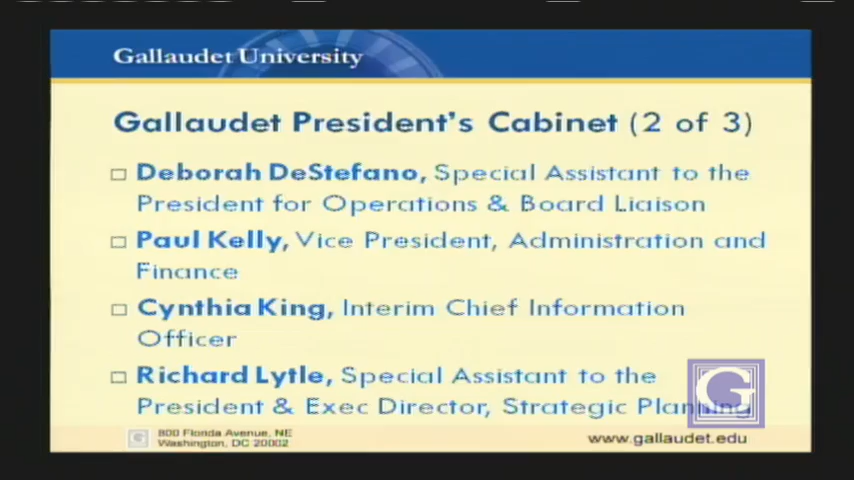 Gallaudet University
Gallaudet President's Cabinet (2 of 3)
Deborah DeStefano, Special Assistant to the
President for Operations & Board Liaison
Paul Kelly, Vice President, Administration and
Finance
Cynthia King, Interim Chief Information
Officer
Richard Lytle, Special Assistant to the
President & Exec Director, Strategic Planning
G
G
800 Florida Avenue, NE
Washington, DC 20002
www.gallaudet.edu